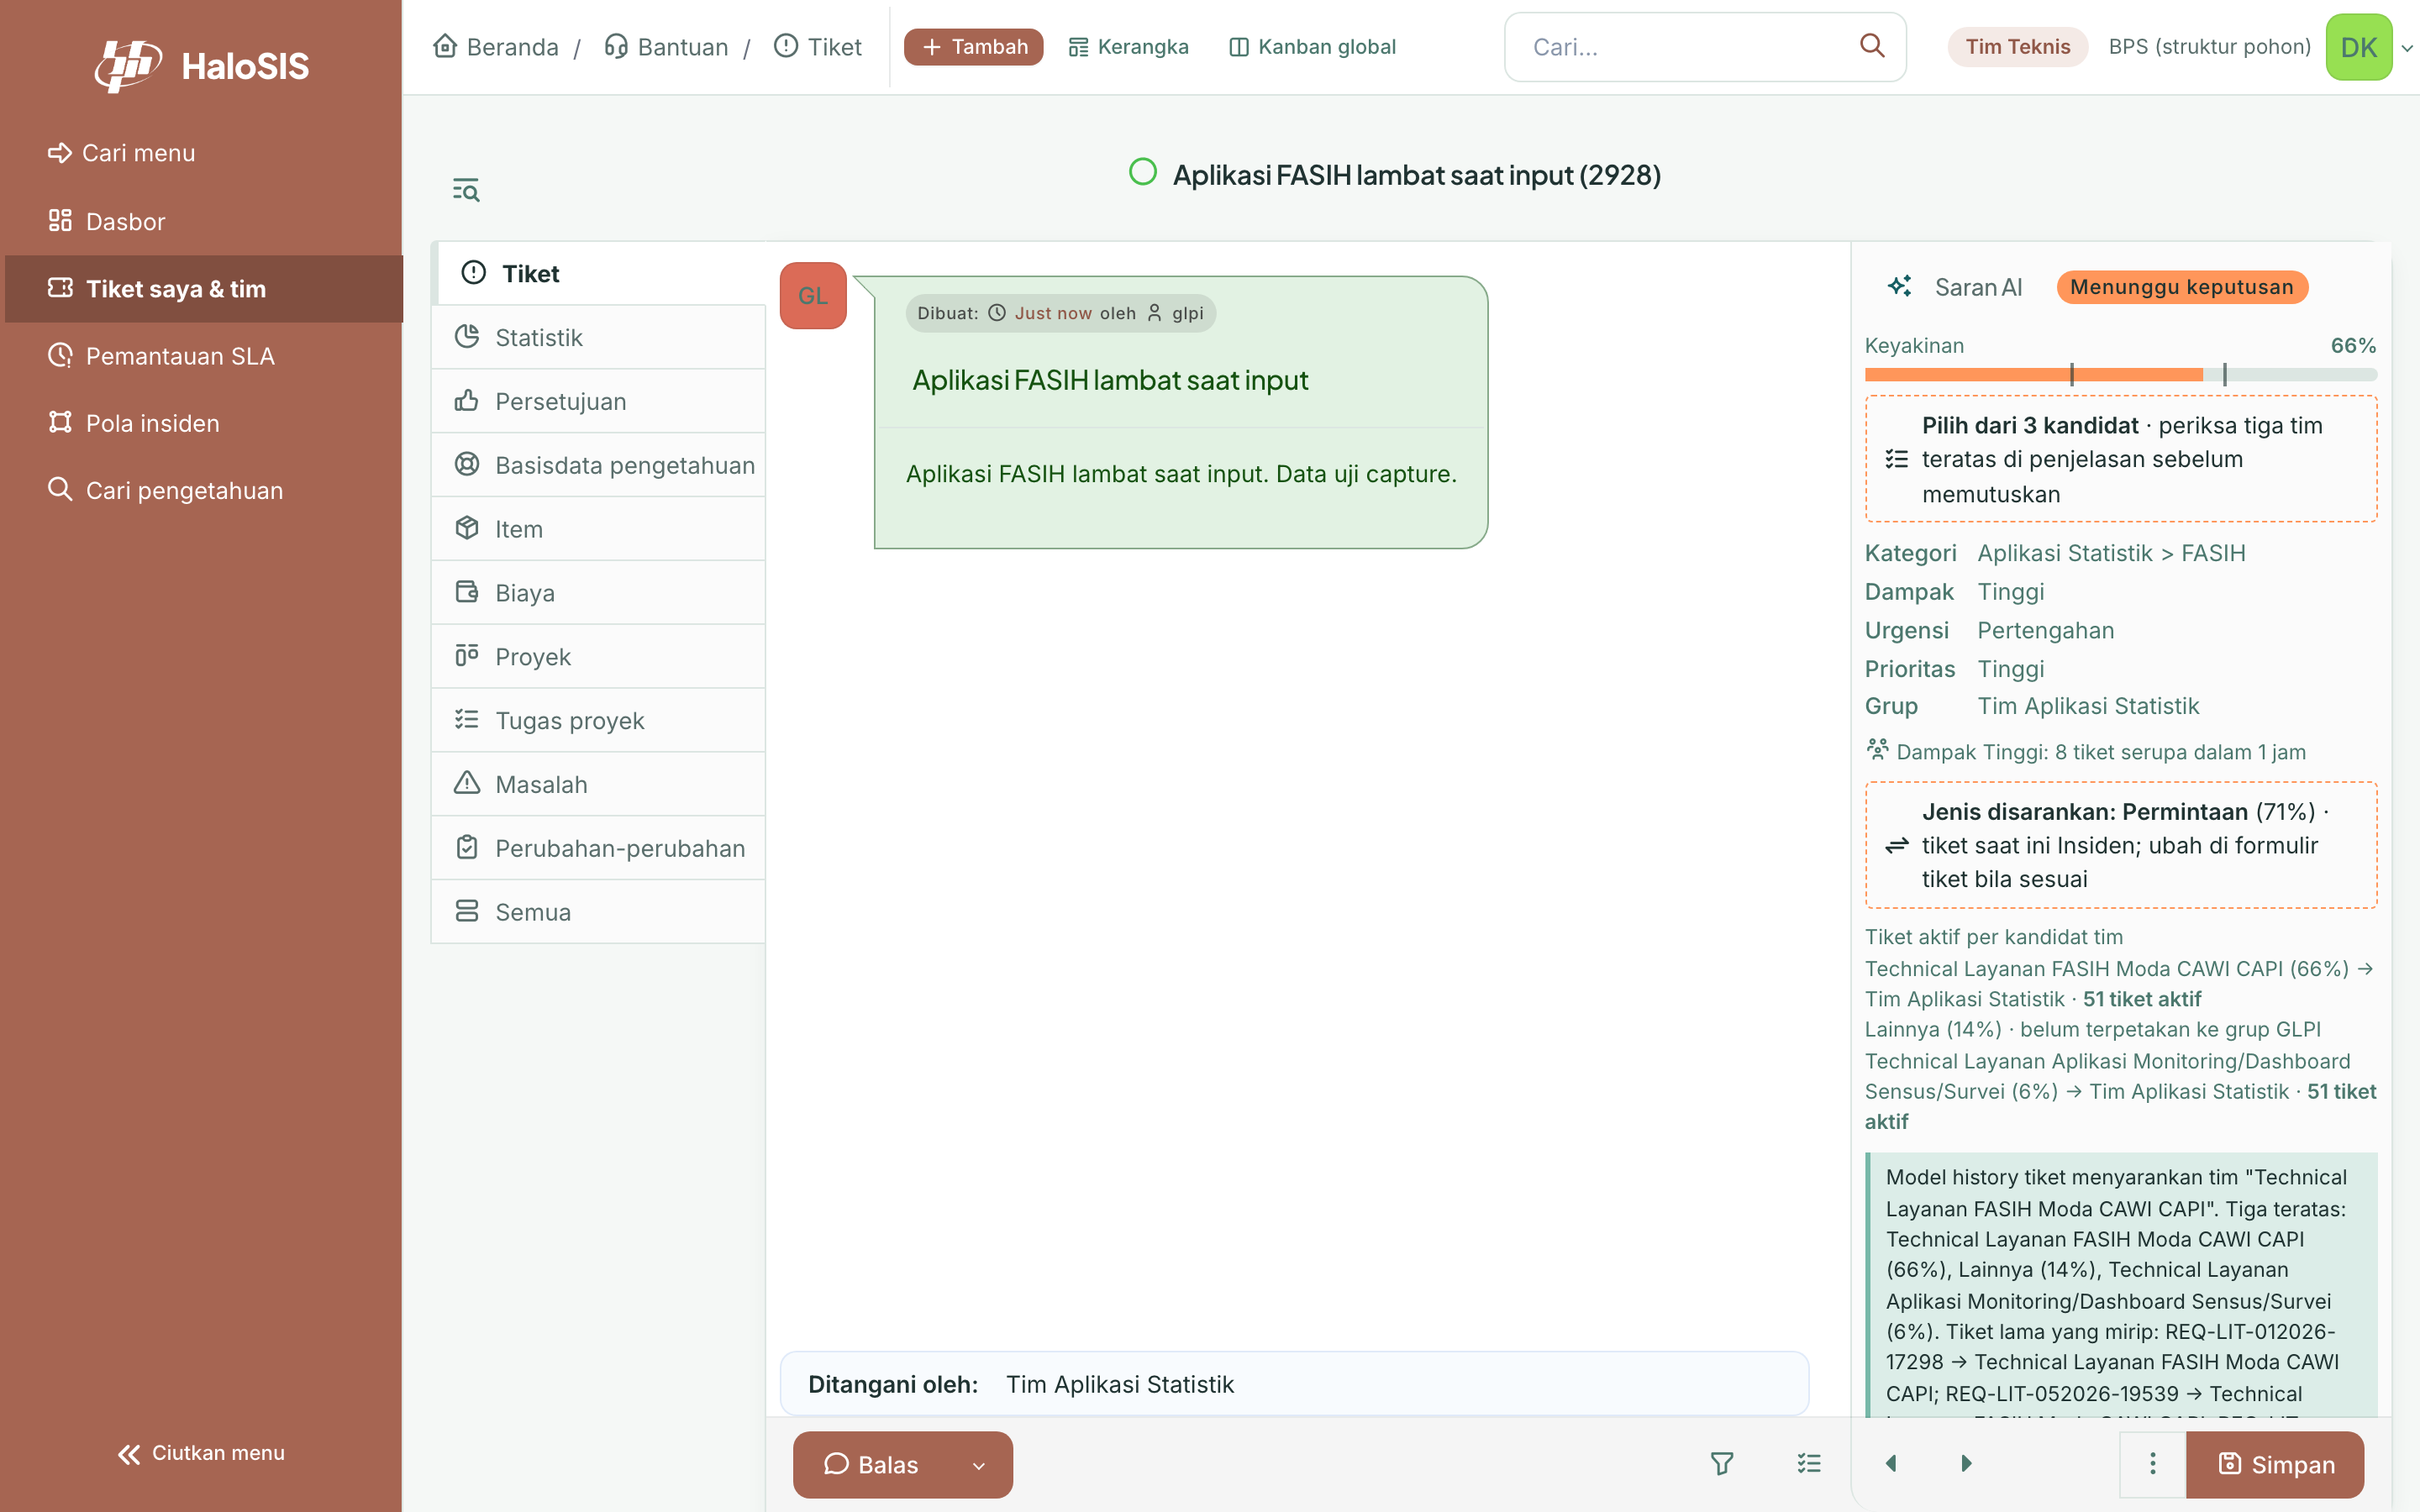 HaloSIS
Cari menu
Dasbor
Tiket saya & tim
Pemantauan SLA
Pola insiden
Cari pengetahuan
Ciutkan menu
Beranda / Bantuan / Tiket
Tambah
Kerangka
Kanban global
Cari...
Tim Teknis
BPS (struktur pohon)
DK
Aplikasi FASIH lambat saat input (2928)
Tiket
Statistik
Persetujuan
Basisdata pengetahuan
Item
Biaya
Proyek
Tugas proyek
Masalah
Perubahan-perubahan
Semua
GL
Dibuat: Just now oleh glpi
Aplikasi FASIH lambat saat input
Aplikasi FASIH lambat saat input. Data uji capture.
Ditangani oleh: Tim Aplikasi Statistik
Balas
Saran AI
Menunggu keputusan
Keyakinan 66%
Pilih dari 3 kandidat · periksa tiga tim
teratas di penjelasan sebelum
memutuskan
Kategori Aplikasi Statistik > FASIH
Dampak Tinggi
Urgensi Pertengahan
Prioritas Tinggi
Grup Tim Aplikasi Statistik
Dampak Tinggi: 8 tiket serupa dalam 1 jam
Jenis disarankan: Permintaan (71%) ·
tiket saat ini Insiden; ubah di formulir
tiket bila sesuai
Tiket aktif per kandidat tim
Technical Layanan FASIH Moda CAWI CAPI (66%) →
Tim Aplikasi Statistik · 51 tiket aktif
Lainnya (14%) · belum terpetakan ke grup GLPI
Technical Layanan Aplikasi Monitoring/Dashboard
Sensus/Survei (6%) → Tim Aplikasi Statistik · 51 tiket
aktif
Model history tiket menyarankan tim "Technical
Layanan FASIH Moda CAWI CAPI". Tiga teratas:
Technical Layanan FASIH Moda CAWI CAPI
(66%), Lainnya (14%), Technical Layanan
Aplikasi Monitoring/Dashboard Sensus/Survei
(6%). Tiket lama yang mirip: REQ-LIT-012026-
17298 → Technical Layanan FASIH Moda CAWI
CAPI; REQ-LIT-052026-19539 → Technical
Simpan